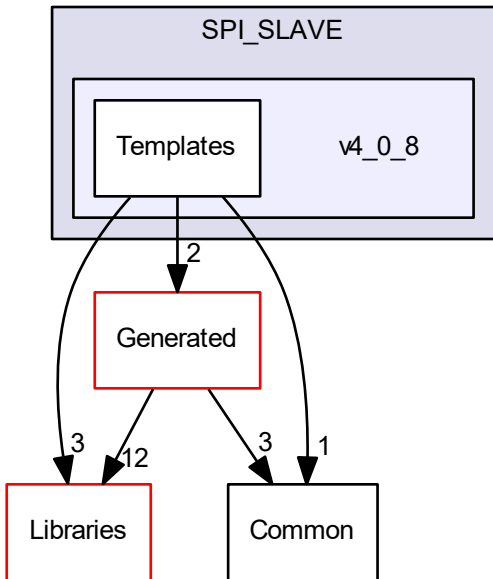 SPI_SLAVE
Templates
v4_0_8
2
Generated
3
12
3
1
Libraries
Common